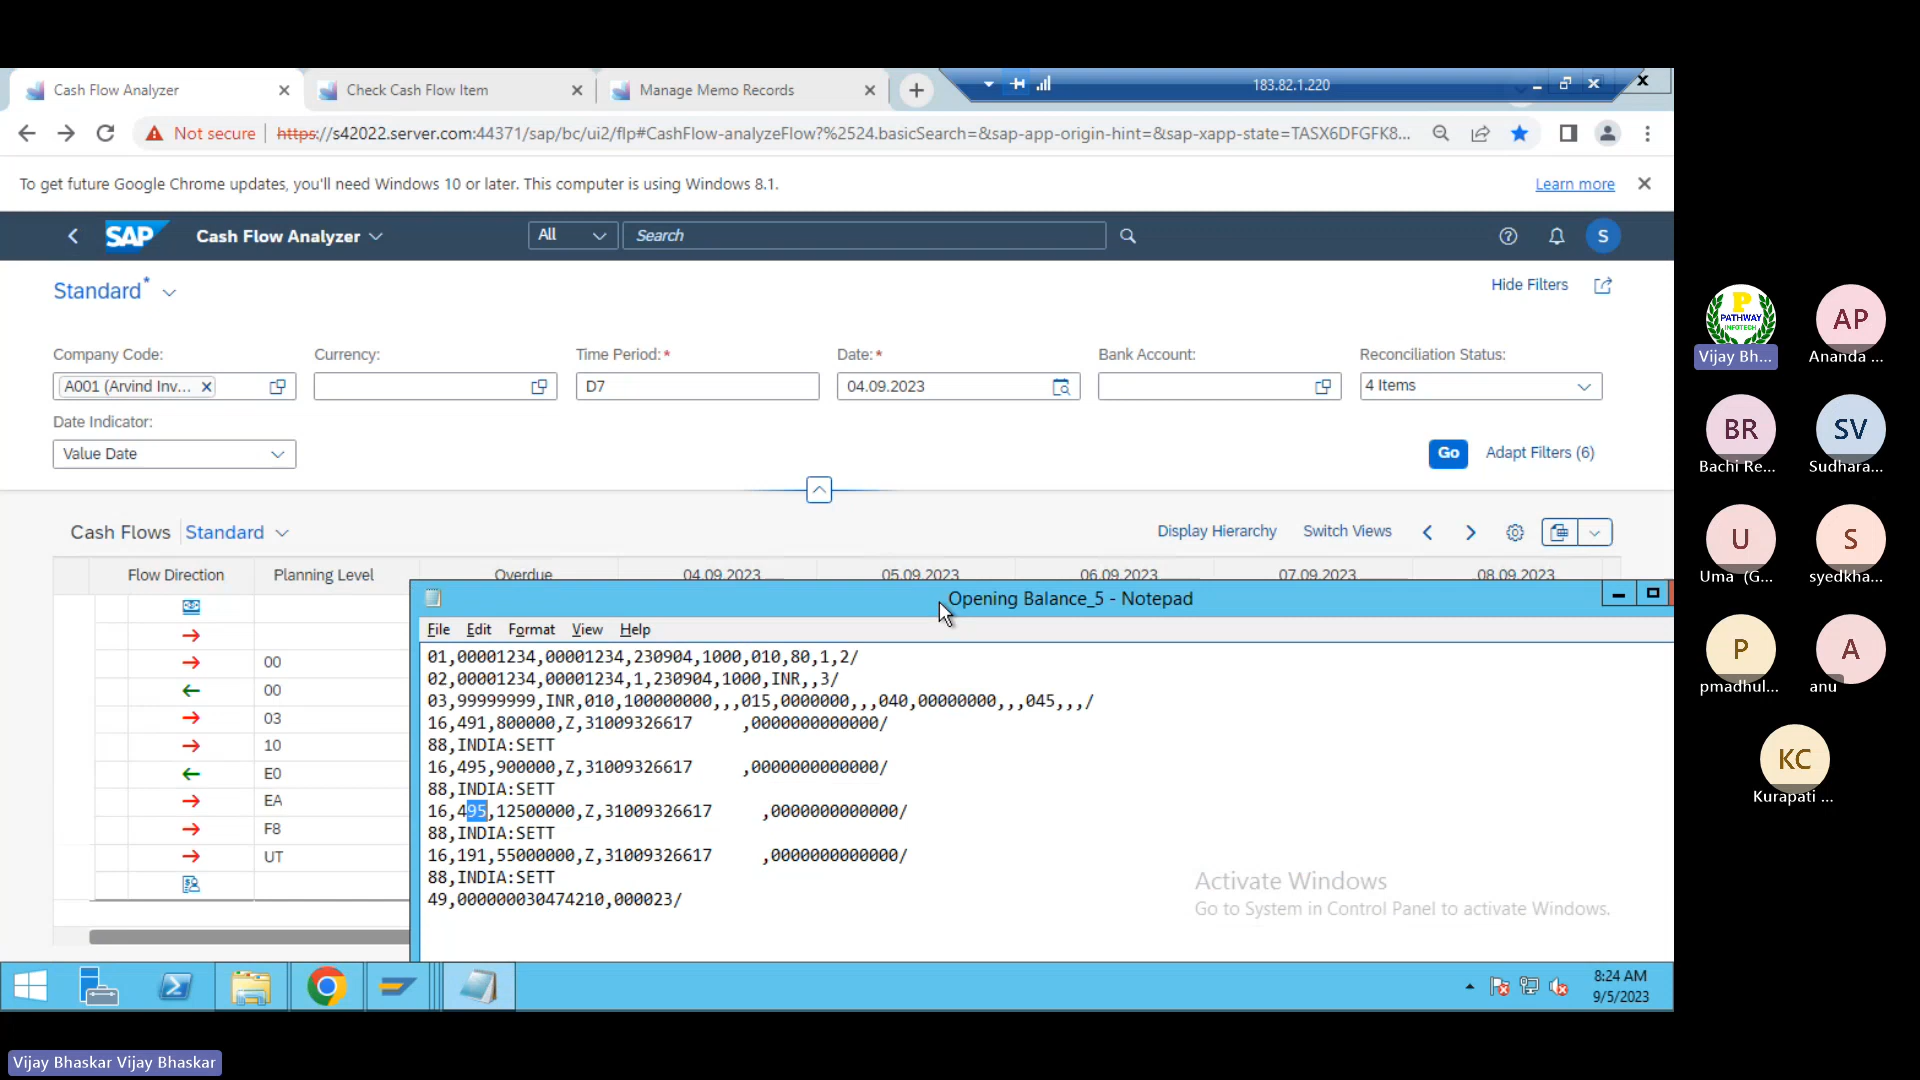 Cash Flow Analyzer
Check Cash Flow Item
Manage Memo Records
183.82.1.220
Not secure
https://s42022.server.com:44371/sap/bc/ui2/flp#CashFlow-analyzeFlow?%2524.basicSearch=&sap-app-origin-hint=&sap-xapp-state=TASX6DFGFK8...
To get future Google Chrome updates, you'll need Windows 10 or later. This computer is using Windows 8.1.
Learn more
SAP
Cash Flow Analyzer
All
Search
S
Standard*
Hide Filters
Company Code:
Currency:
Time Period:*
Date:*
Bank Account:
Reconciliation Status:
A001 (Arvind Inv...
D7
04.09.2023
4 Items
Date Indicator:
Value Date
Go
Adapt Filters (6)
Cash Flows
Standard
Display Hierarchy
Switch Views
Flow Direction
Planning Level
Overdue
04.09.2023
05.09.2023
06.09.2023
07.09.2023
08.09.2023
00
00
03
10
E0
EA
F8
UT
Opening Balance_5 - Notepad
File Edit Format View Help
01,00001234,00001234,230904,1000,010,80,1,2/
02,00001234,00001234,1,230904,1000,INR,,3/
03,99999999,INR,010,100000000,,,015,0000000,,,040,00000000,,,045,,,/
16,491,800000,Z,31009326617 ,0000000000000/
88,INDIA:SETT
16,495,900000,Z,31009326617 ,0000000000000/
88,INDIA:SETT
16,495,12500000,Z,31009326617 ,0000000000000/
88,INDIA:SETT
16,191,55000000,Z,31009326617 ,0000000000000/
88,INDIA:SETT
49,000000030474210,000023/
Activate Windows
Go to System in Control Panel to activate Windows.
8:24 AM
9/5/2023
P
PATHWAY
INFOTECH
Vijay Bh...
AP
Ananda ...
BR
Bachi Re...
SV
Sudhara...
U
Uma (G...
S
syedkha...
P
pmadhul...
A
anu
KC
Kurapati ...
Vijay Bhaskar Vijay Bhaskar